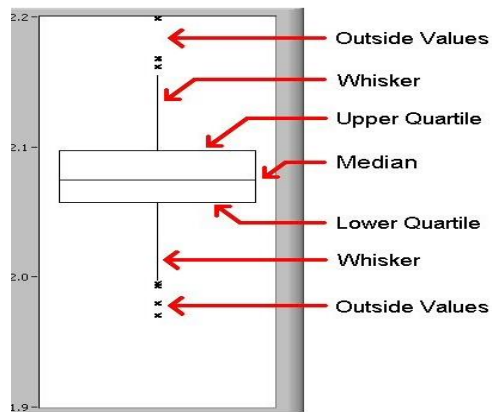 2.2
Outside Values
Whisker
Upper Quartile
2.1
Median
Lower Quartile
Whisker
2.0
Outside Values
1.9